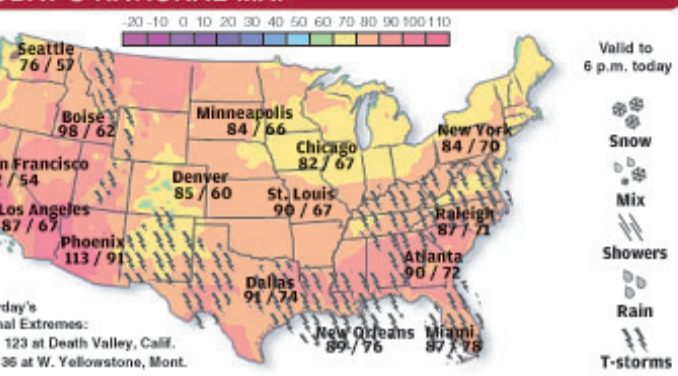 -20 -10 0 10 20 30 40 50 60 70 80 90 100 110
Seattle
76 / 57
Boise
98 / 62
Minneapolis
84 / 66
Chicago
82 / 67
New York
84 / 70
n Francisco
/ 54
Denver
85 / 60
St. Louis
90 / 67
Los Angeles
87 / 67
Raleigh
87 / 71
Phoenix
113 / 91
Atlanta
90 / 72
Dallas
91 / 74
New Orleans
89 / 76
Miami
87 / 78
rday's
nal Extremes:
123 at Death Valley, Calif.
36 at W. Yellowstone, Mont.
Valid to
6 p.m. today
Snow
Mix
Showers
Rain
T-storms